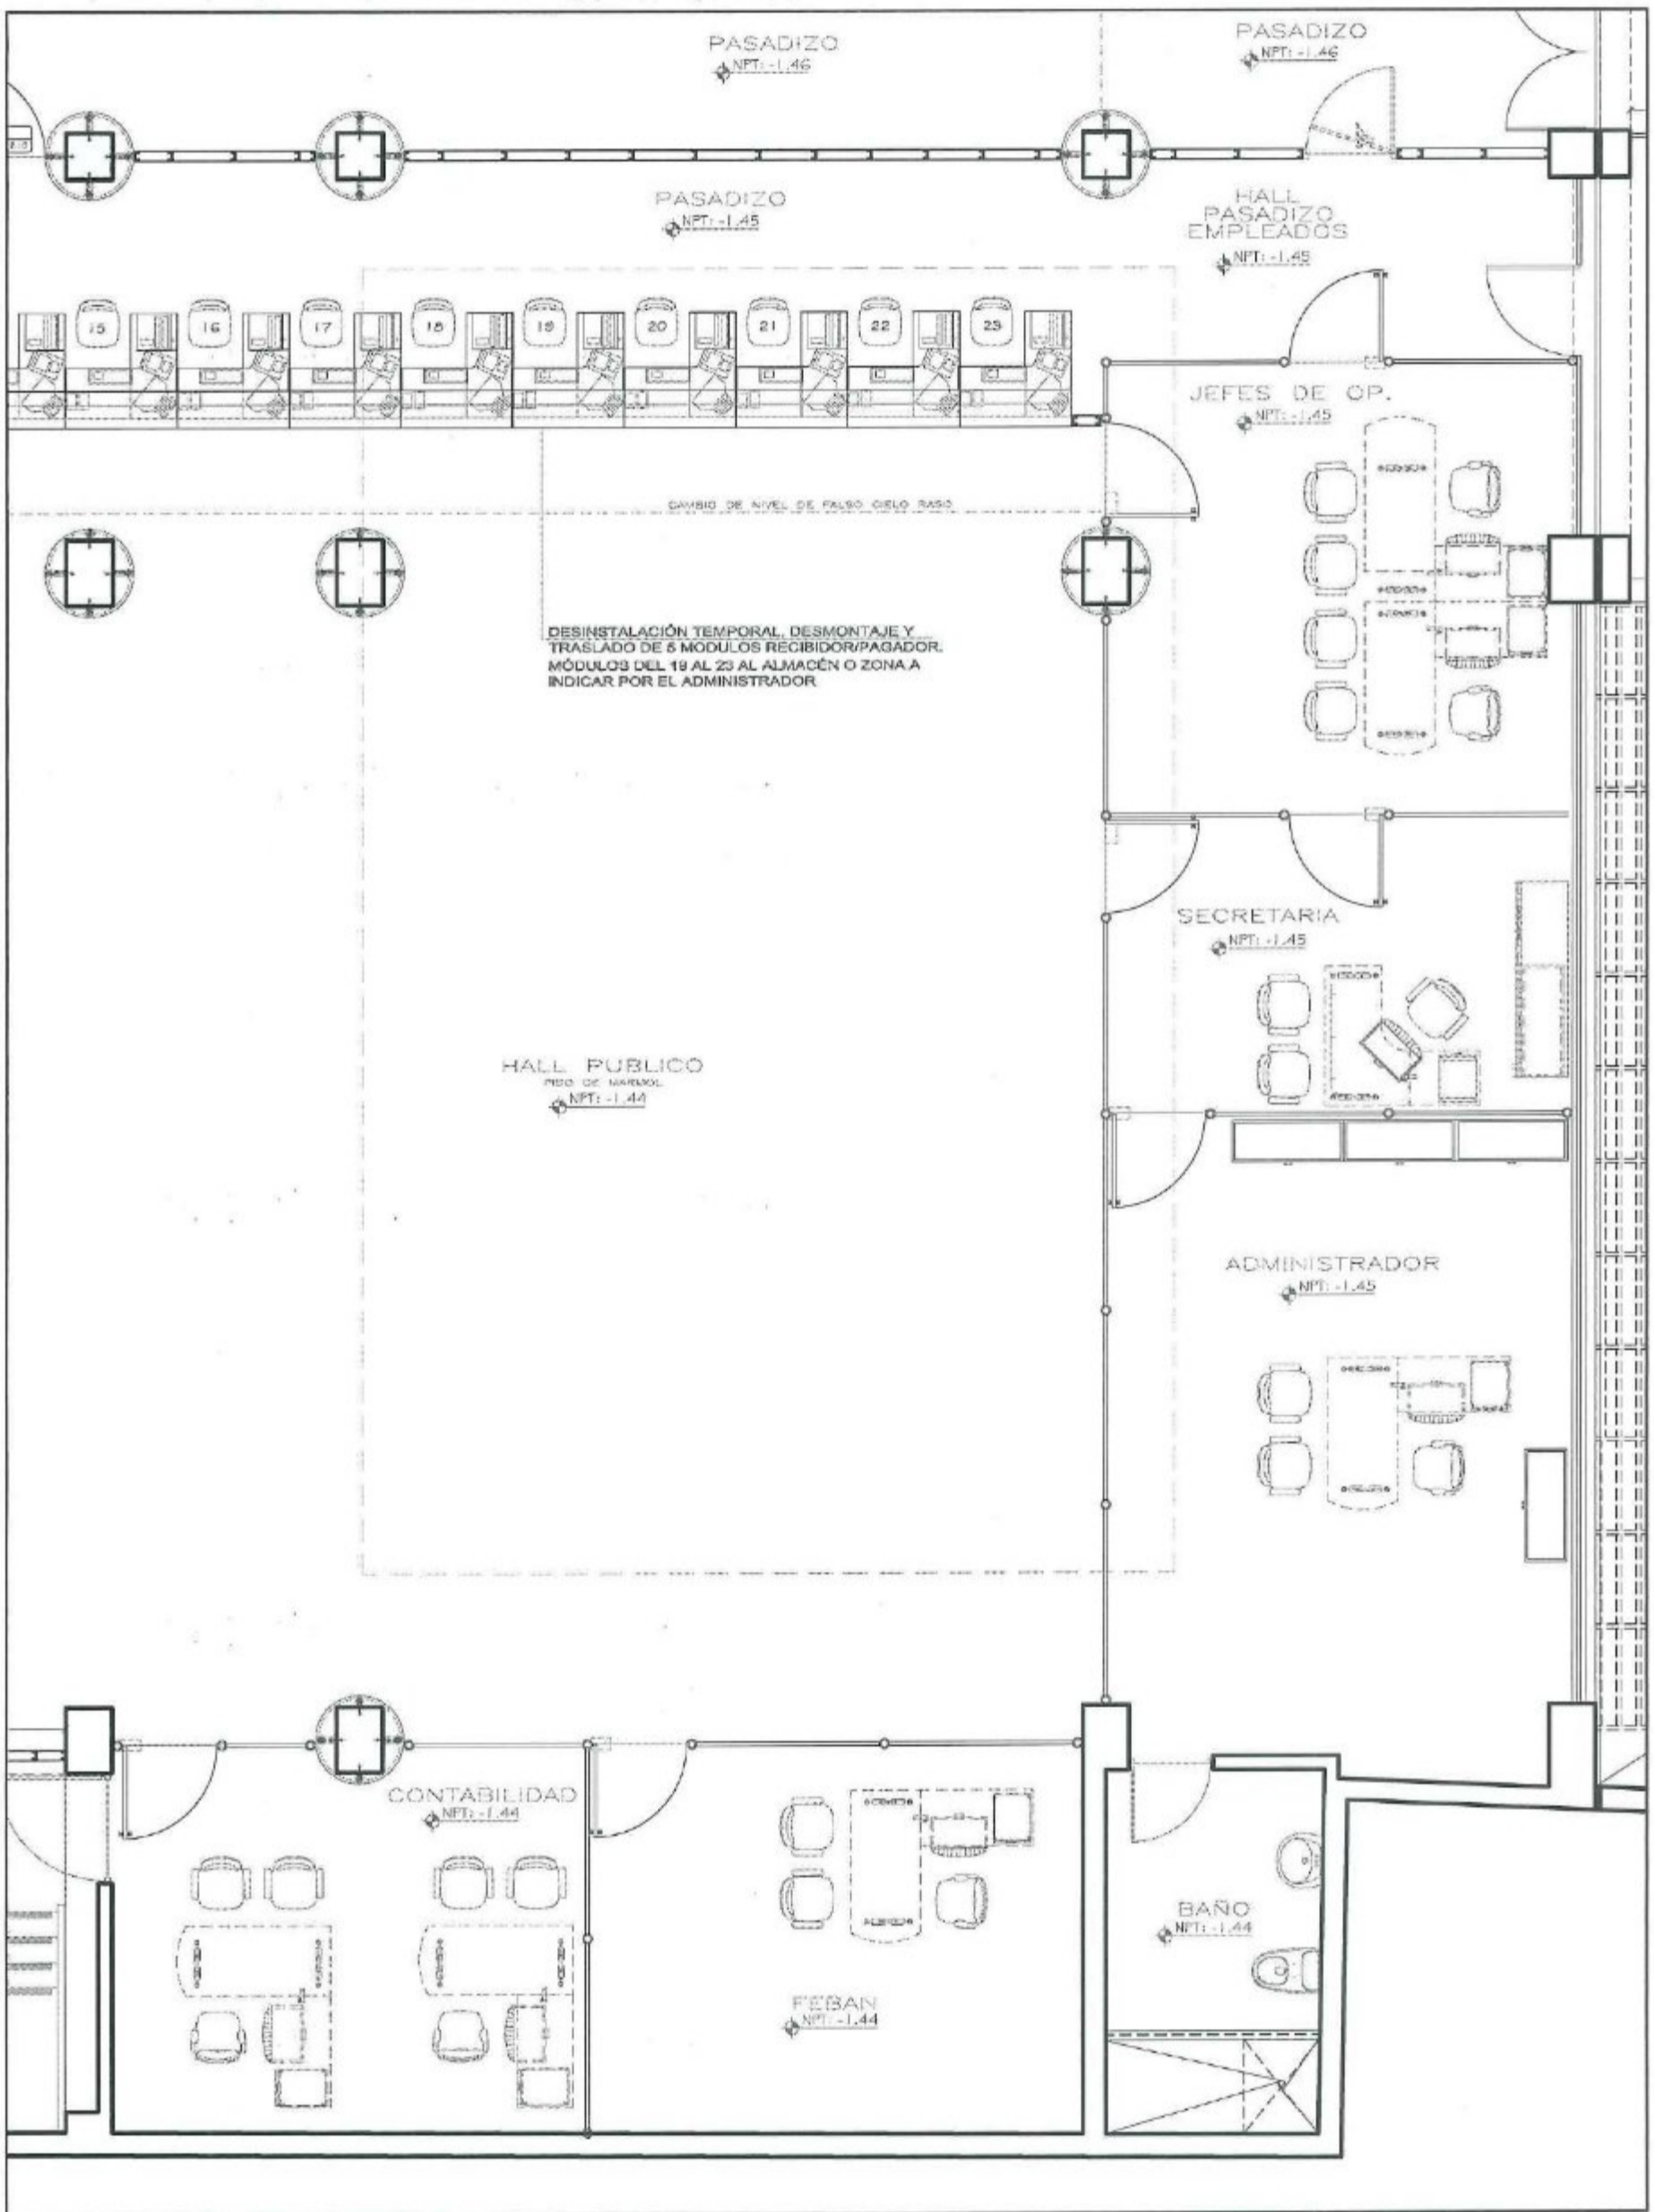 PASADIZO
NPT: -1.46
PASADIZO
NPT: -1.46
PASADIZO
NPT: -1.45
HALL
PASADIZO
EMPLEADOS
NPT: -1.45
15
16
17
18
19
20
21
22
23
JEFES DE OP.
NPT: -1.45
CAMBIO DE NIVEL DE FALSO CIELO RASO
DESINSTALACIÓN TEMPORAL, DESMONTAJE Y
TRASLADO DE 5 MODULOS RECIBIDOR/PAGADOR.
MÓDULOS DEL 19 AL 23 AL ALMACÉN O ZONA A
INDICAR POR EL ADMINISTRADOR
SECRETARIA
NPT: -1.45
HALL PUBLICO
PISO DE MARMOL
NPT: -1.44
ADMINISTRADOR
NPT: -1.45
CONTABILIDAD
NPT: -1.44
BAÑO
NPT: -1.44
FEBAN
NPT: -1.44